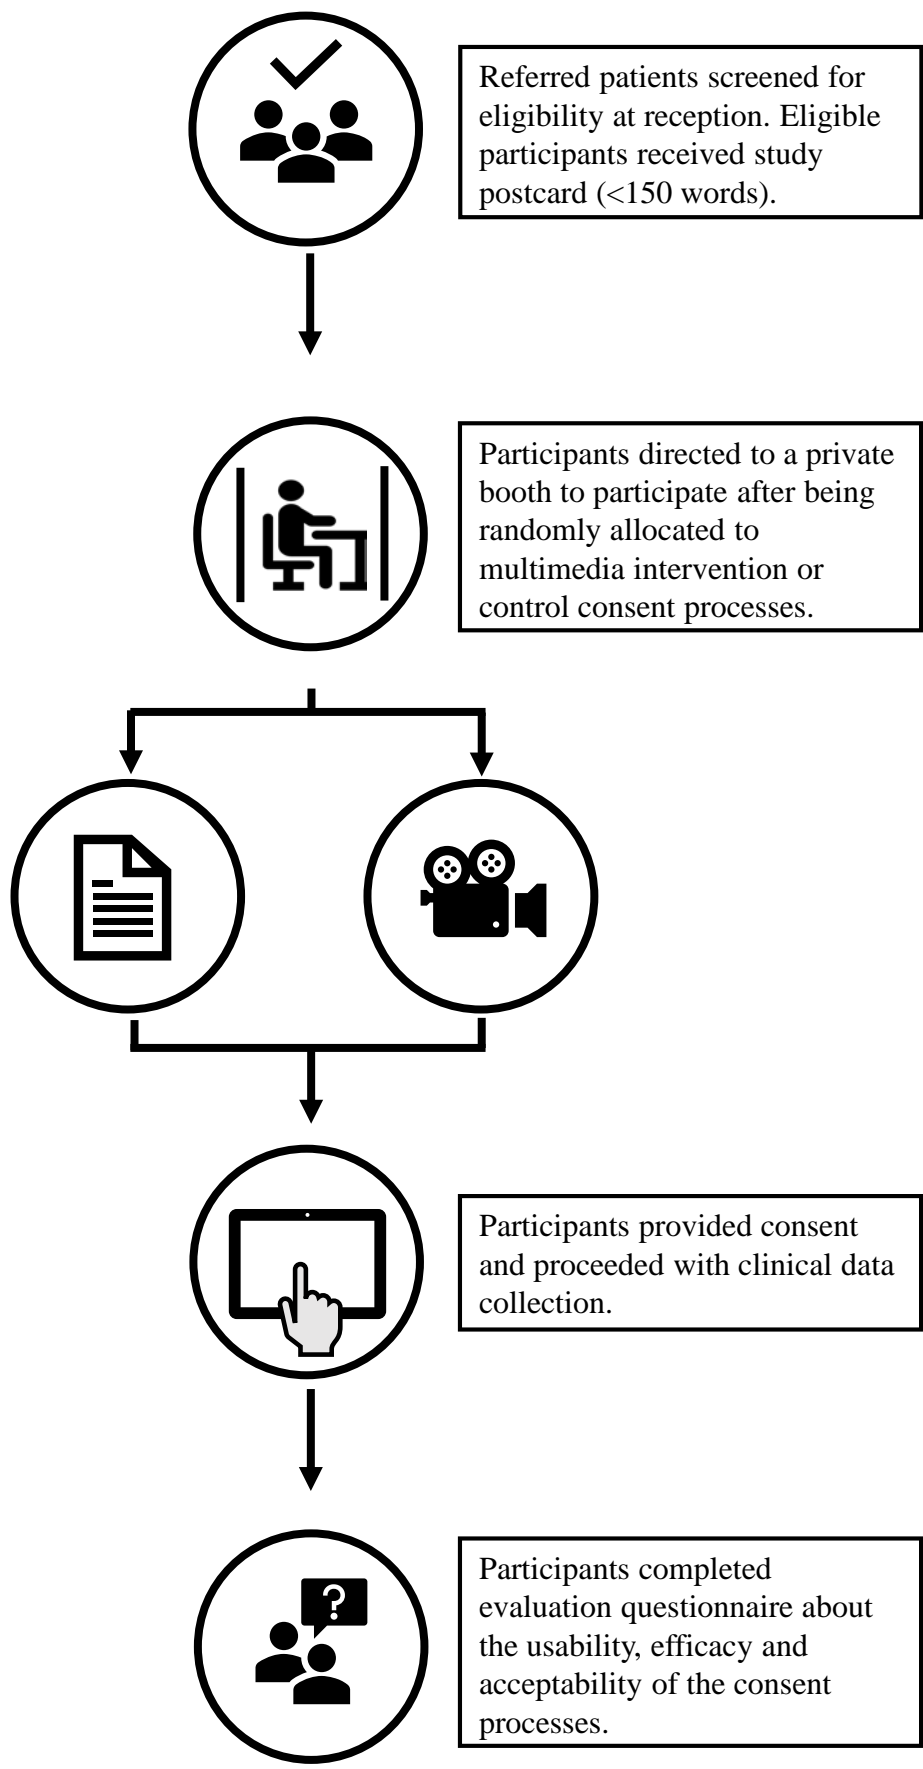 Referred patients screened for
eligibility at reception. Eligible
participants received study
postcard (<150 words).
Participants directed to a private
booth to participate after being
randomly allocated to
multimedia intervention or
control consent processes.
Participants provided consent
and proceeded with clinical data
collection.
?
Participants completed
evaluation questionnaire about
the usability, efficacy and
acceptability of the consent
processes.